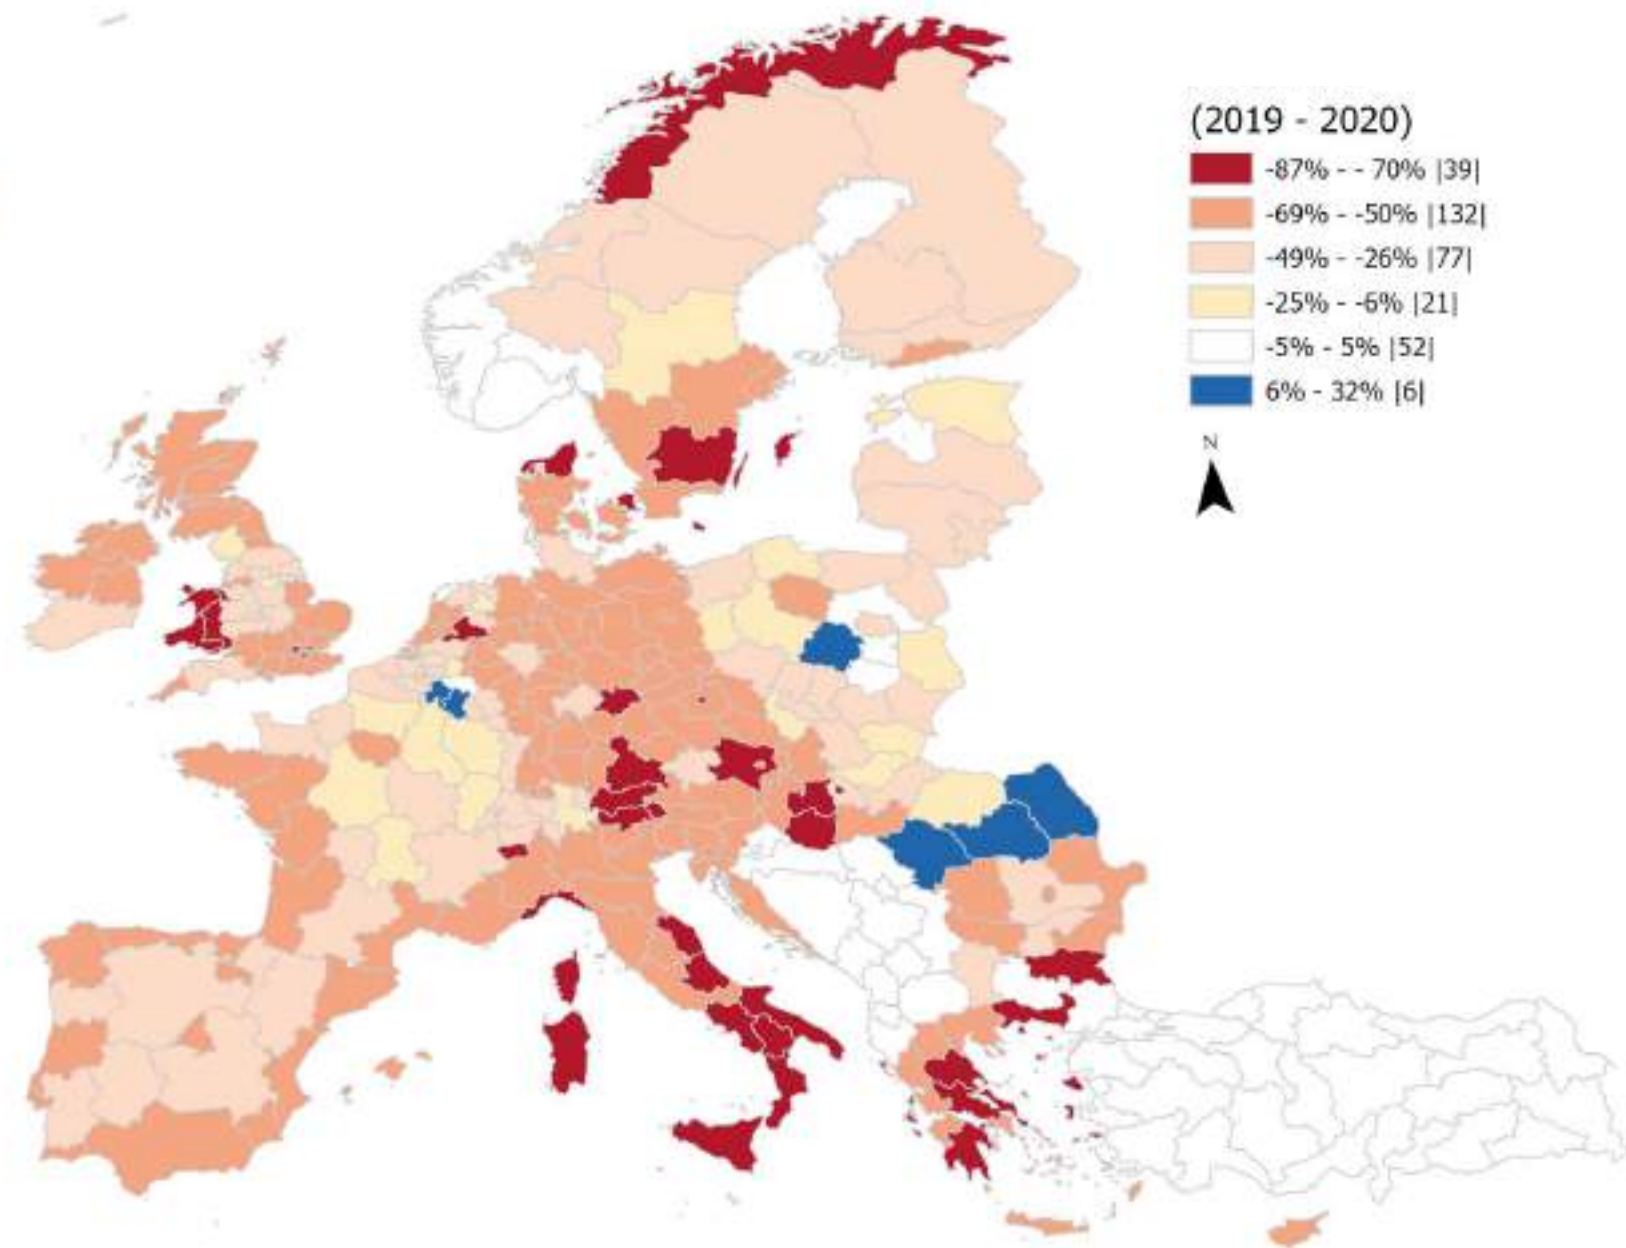 (2019 - 2020)
-87% - - 70% |39|
-69% - -50% |132|
-49% - -26% |77|
-25% - -6% |21|
-5% - 5% |52|
6% - 32% |6|
N